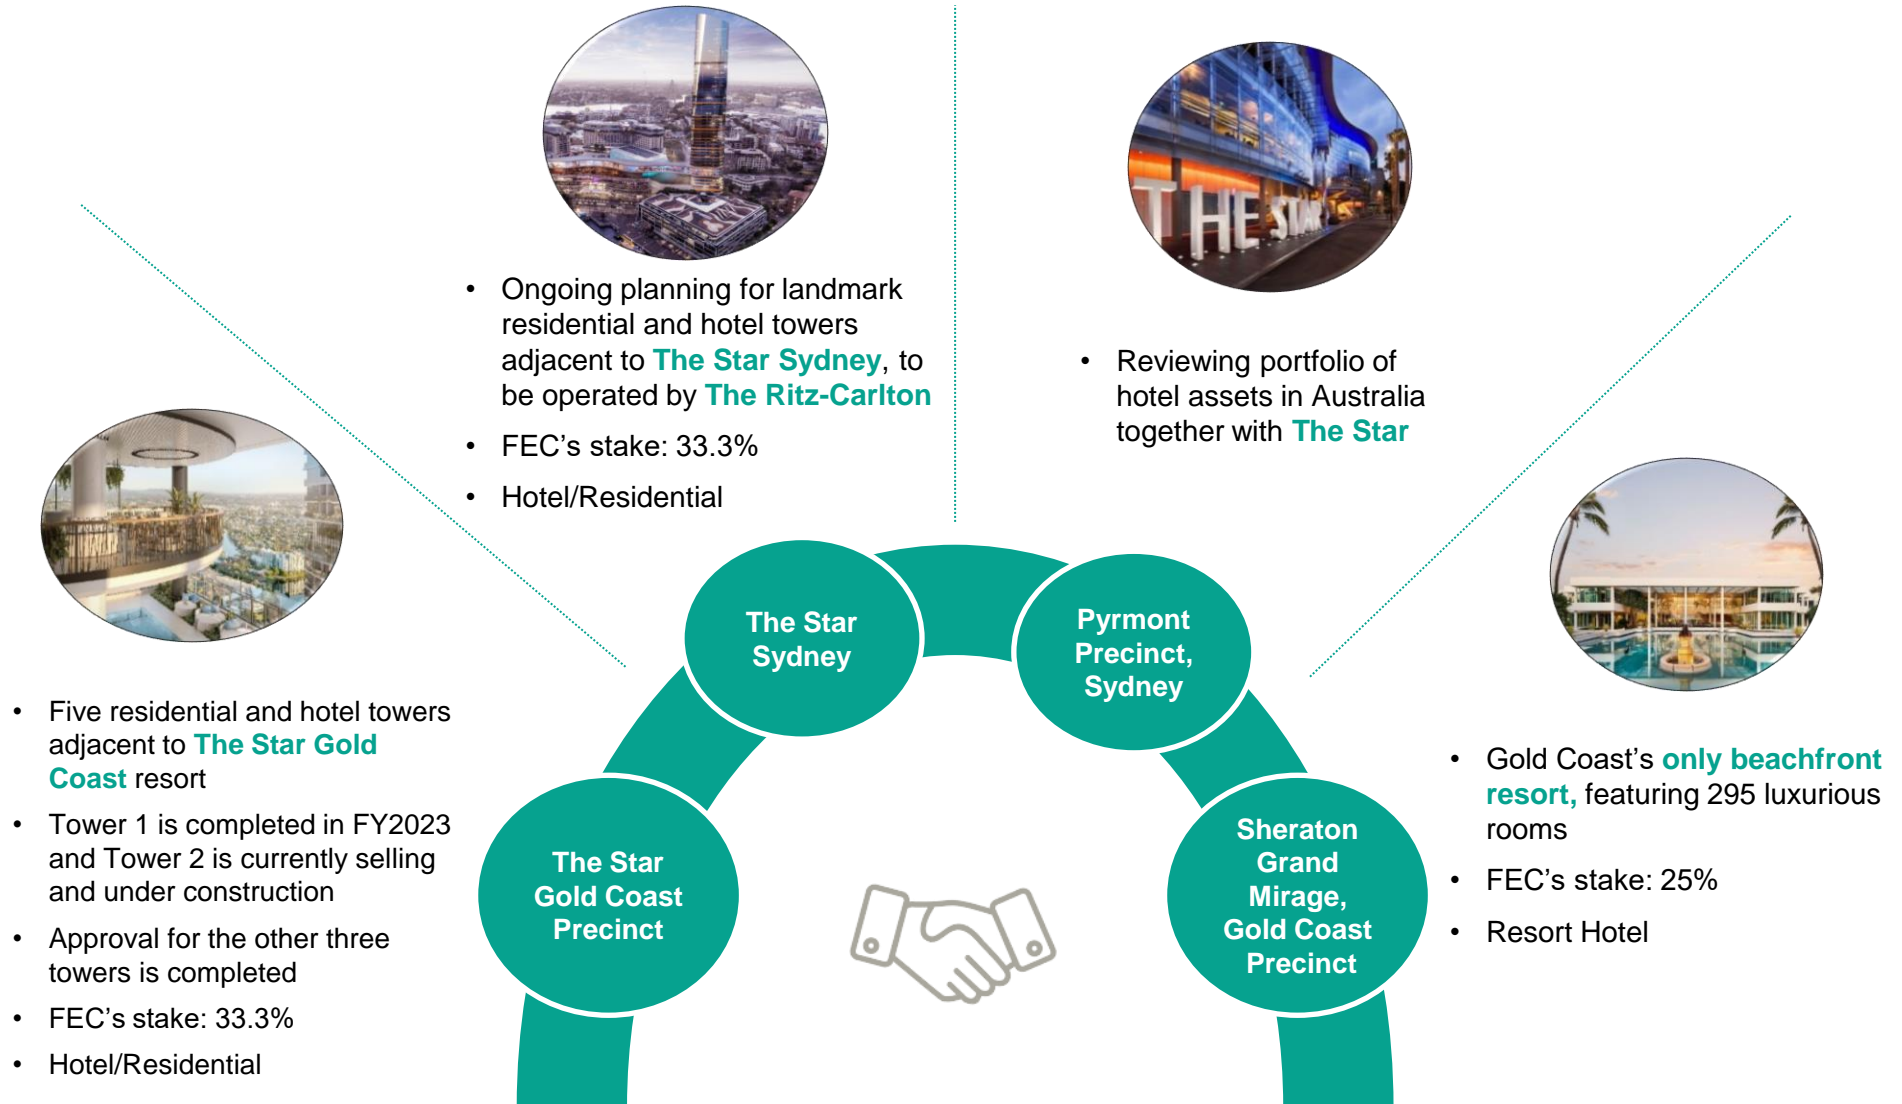 • Ongoing planning for landmark
residential and hotel towers
adjacent to The Star Sydney, to
be operated by The Ritz-Carlton
• FEC’s stake: 33.3%
• Hotel/Residential
THE STAR
• Reviewing portfolio of
hotel assets in Australia
together with The Star
• Five residential and hotel towers
adjacent to The Star Gold
Coast resort
• Tower 1 is completed in FY2023
and Tower 2 is currently selling
and under construction
• Approval for the other three
towers is completed
• FEC’s stake: 33.3%
• Hotel/Residential
The Star
Gold Coast
Precinct
The Star
Sydney
Pyrmont
Precinct,
Sydney
Sheraton
Grand
Mirage,
Gold Coast
Precinct
• Gold Coast’s only beachfront
resort, featuring 295 luxurious
rooms
• FEC’s stake: 25%
• Resort Hotel